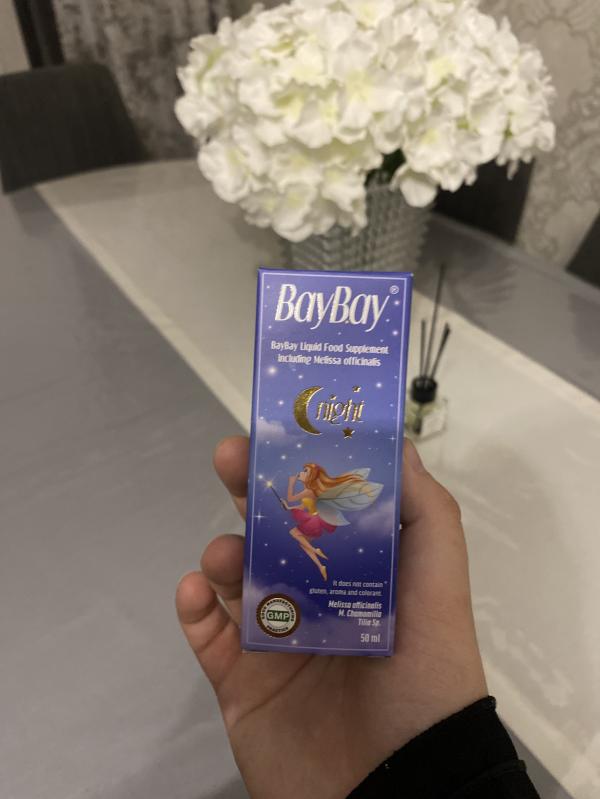 BayBay®
BayBay Liquid Food Supplement
including Melissa officinalis
night
It does not contain
gluten, aroma and colorant.
Melissa officinalis
M. Chamomilla
Tilia Sp.
GMP
50 ml